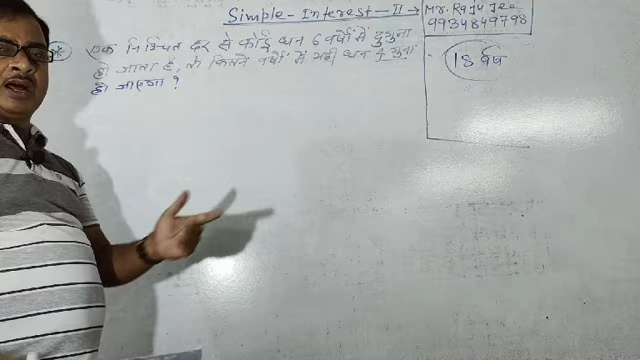 Simple-Interest-II →
Mr. Raju Jee
9934849798
* एक निश्चित दर से कोई धन 6 वर्षो में दुगुना
हो जाता है, तो कितने वर्षों में वही धन 4 गुना
हो जाएगा ?
18 वर्ष